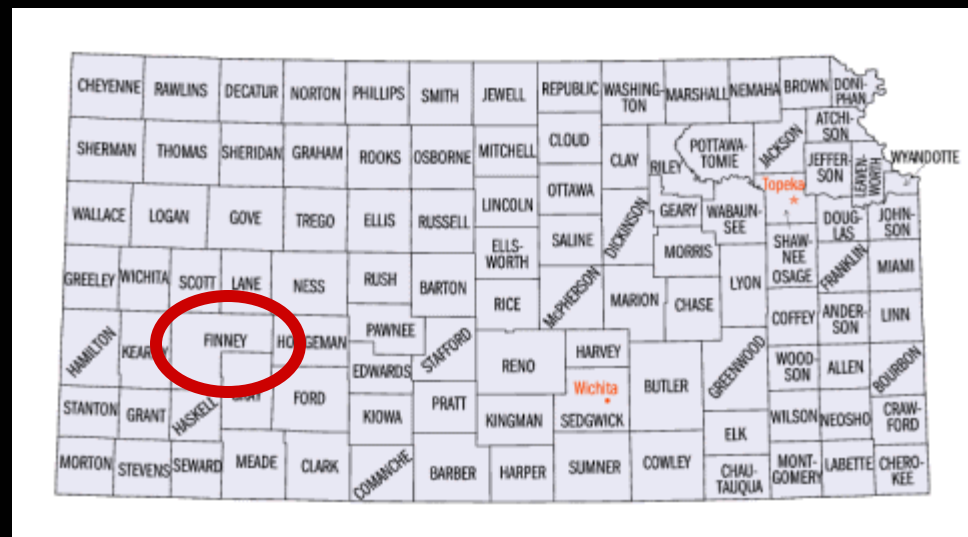 CHEYENNE RAWLINS DECATUR NORTON PHILLIPS SMITH JEWELL REPUBLIC WASHING-
TON MARSHALL NEMAHA BROWN DONI-
PHAN
SHERMAN THOMAS SHERIDAN GRAHAM ROOKS OSBORNE MITCHELL CLOUD CLAY RILEY POTTAWA-
TOMIE JACKSON ATCHI-
SON
JEFFER-
SON LEAVEN-
WORTH WYANDOTTE
OTTAWA
Topeka
WALLACE LOGAN GOVE TREGO ELLIS RUSSELL LINCOLN SALINE DICKINSON GEARY WABAUN-
SEE SHAW-
NEE DOUG-
LAS JOHN-
SON
ELLS-
WORTH MORRIS
GREELEY WICHITA SCOTT LANE NESS RUSH BARTON RICE McPHERSON MARION CHASE LYON OSAGE FRANKLIN MIAMI
HAMILTON FINNEY PAWNEE STAFFORD RENO HARVEY BUTLER GREENWOOD COFFEY ANDER-
SON LINN
EDWARDS
Wichita
WOOD-
SON ALLEN BOURBON
STANTON GRANT HASKELL FORD KIOWA PRATT KINGMAN SEDGWICK ELK WILSON NEOSHO CRAW-
FORD
MORTON STEVENS SEWARD MEADE CLARK COMANCHE BARBER HARPER SUMNER COWLEY CHAU-
TAUQUA MONT-
GOMERY LABETTE CHERO-
KEE